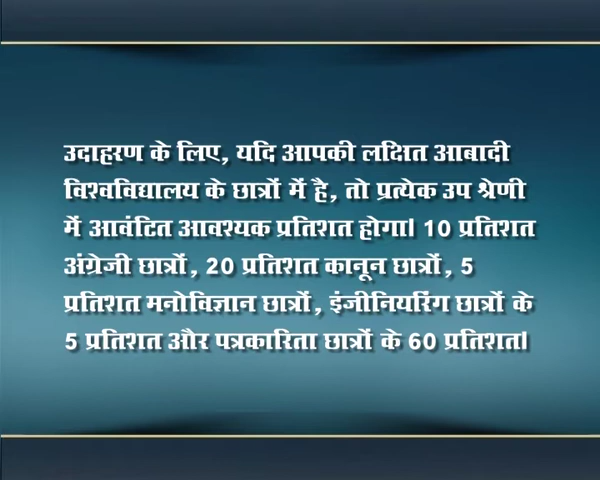 उदाहरण के लिए, यदि आपकी लक्षित आबादी
विश्वविद्यालय के छात्रों में है, तो प्रत्येक उप श्रेणी
में आवंटित आवश्यक प्रतिशत होगा। 10 प्रतिशत
अंग्रेजी छात्रों, 20 प्रतिशत कानून छात्रों, 5
प्रतिशत मनोविज्ञान छात्रों, इंजीनियरिंग छात्रों के
5 प्रतिशत और पत्रकारिता छात्रों के 60 प्रतिशत।